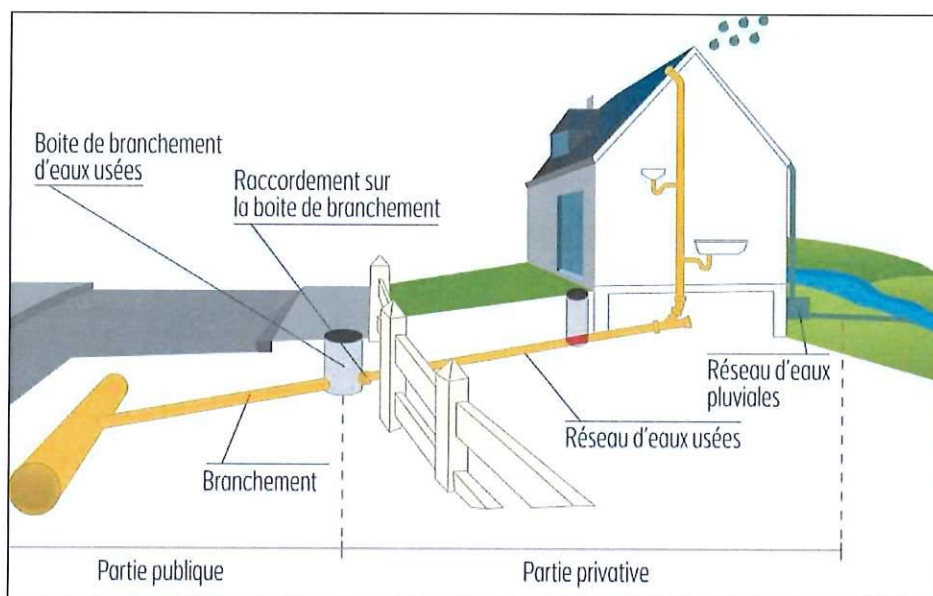 Boite de branchement
d'eaux usées
Raccordement sur
la boite de branchement
Réseau d'eaux
pluviales
Réseau d'eaux usées
Branchement
Partie publique
Partie privative